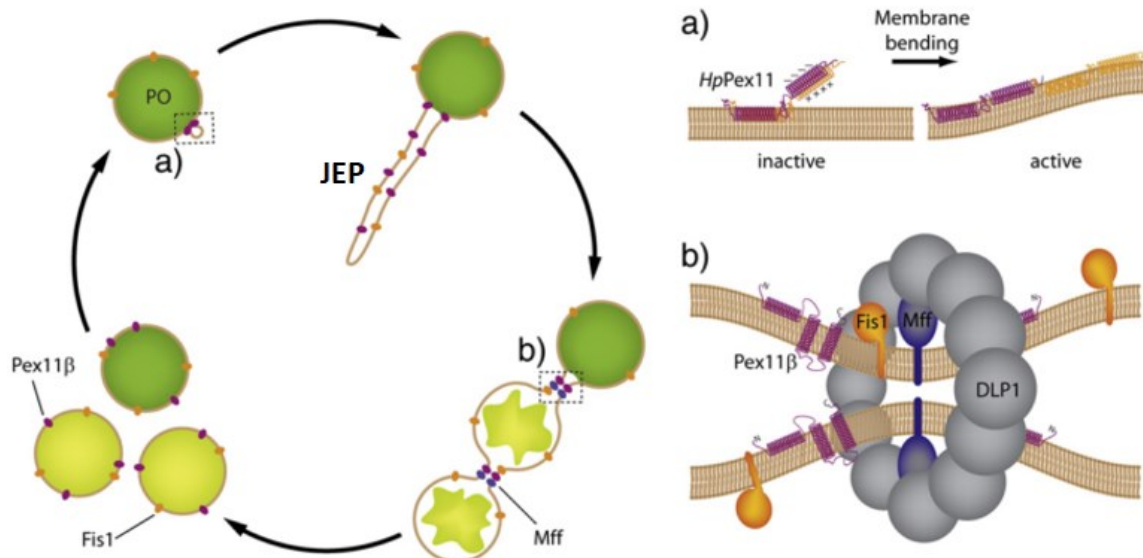 PO
a)
JEP
b)
Pex11β
Fis1
Mff
a)
Membrane
bending
HpPex11
inactive
active
b)
Fis1
Mff
Pex11β
DLP1
N
C
N
N
C
N